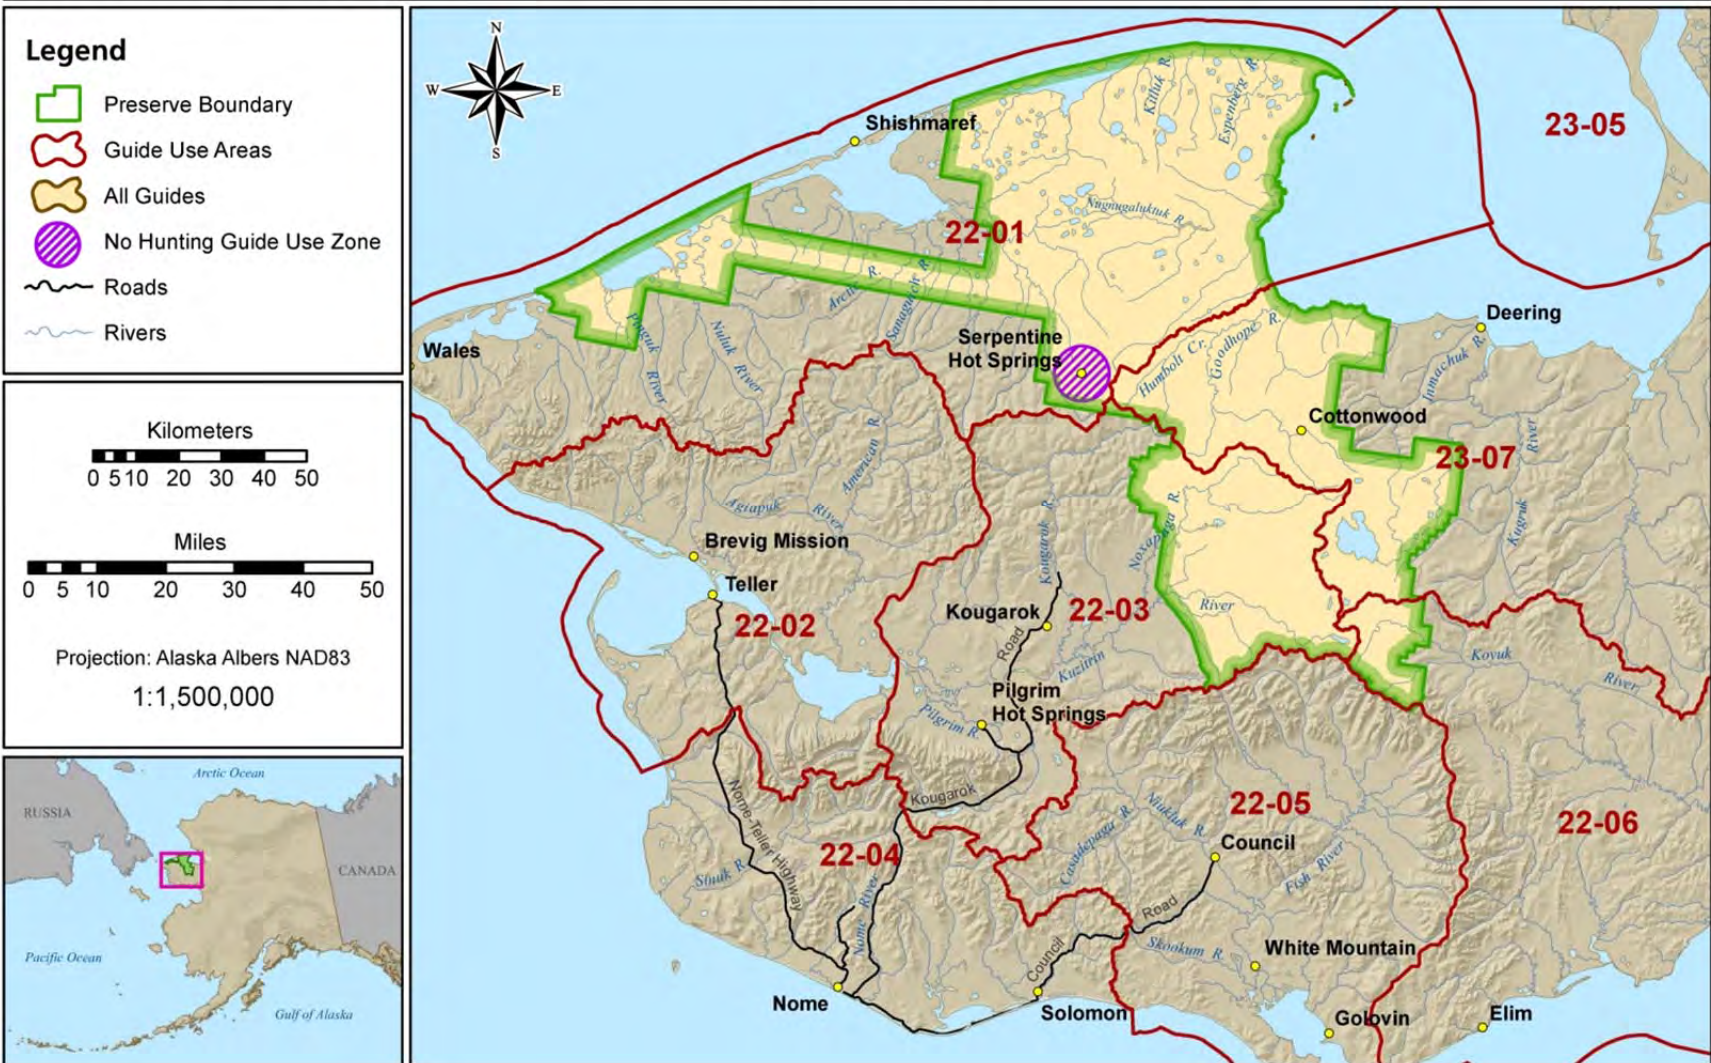 Legend
Preserve Boundary
Guide Use Areas
All Guides
No Hunting Guide Use Zone
Roads
Rivers
Kilometers
0 5 10 20 30 40 50
Miles
0 5 10 20 30 40 50
Projection: Alaska Albers NAD83
1:1,500,000
Arctic Ocean
RUSSIA
CANADA
Pacific Ocean
Gulf of Alaska
N
W
E
S
Kitluk R.
Espenberg R.
23-05
Shishmaref
Nugnugaluktuk R.
22-01
Arctic R.
Sanaguich R.
Pinguk River
Nuluk River
Wales
Serpentine
Hot Springs
Humbolt Cr.
Goodhope R.
Deering
Inmachuk R.
Cottonwood
23-07
River
Kugruk
American R.
Agiapuk River
Kougarok R.
Noxapaga R.
Brevig Mission
Teller
22-02
Kougarok
22-03
River
Road
Kuzitrin
Koyuk River
Pilgrim
Hot Springs
Pilgrim R.
Kougarok
Nome-Teller Highway
22-04
Sinuk R.
Nome River
Casadepaga R.
Niukluk R.
22-05
Council
Fish River
22-06
Road
Council
Skookum R.
White Mountain
Nome
Solomon
Golovin
Elim